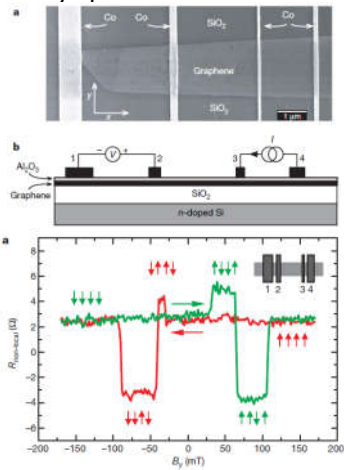 a
Co Co SiO₂ Co
Graphene
y
x
SiO₂
1 μm
b
I
− V +
1 2 3 4
Al₂O₃
Graphene
SiO₂
n-doped Si
a
8
6
4
2
0
−2
−4
−6
R non-local (Ω)
↓↑↑↓ ↑↓↓↑
↓↓↓↓
1 2 3 4
→
←
↑↑↑↑
↓↓↑↓ ↑↑↓↑
−200 −150 −100 −50 0 50 100 150 200
By (mT)